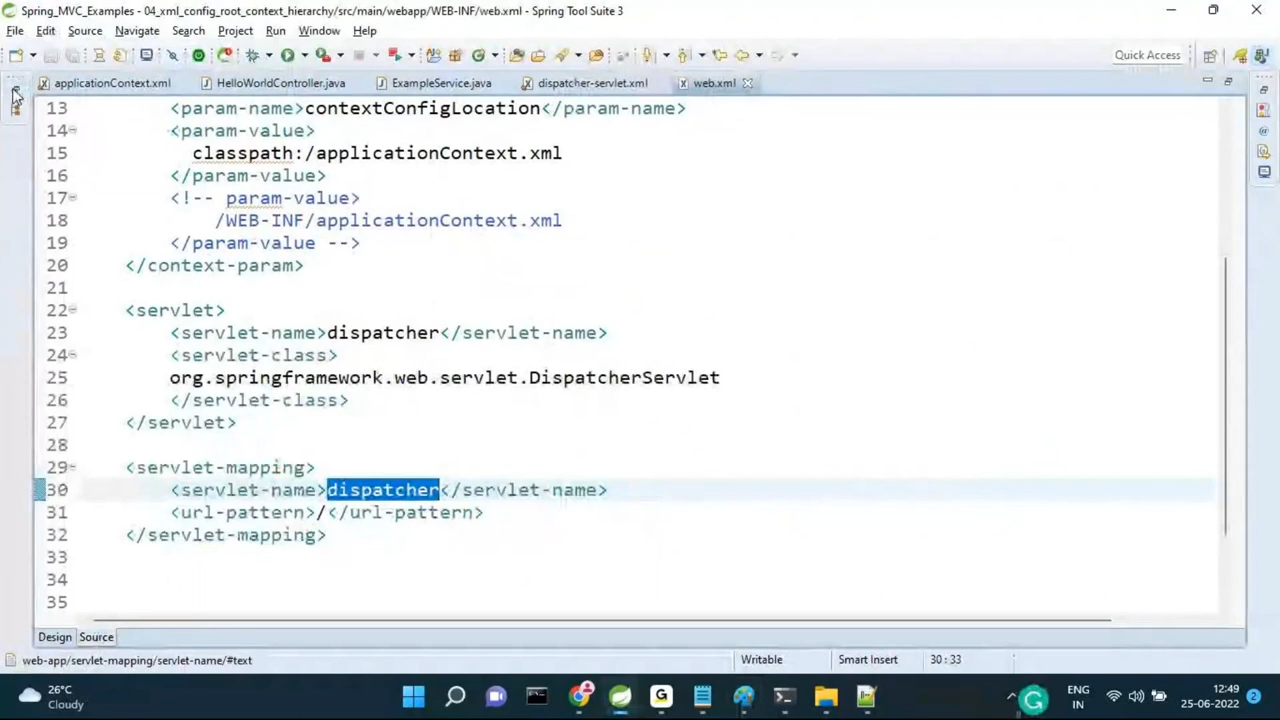 Spring_MVC_Examples - 04_xml_config_root_context_hierarchy/src/main/webapp/WEB-INF/web.xml - Spring Tool Suite 3
File Edit Source Navigate Search Project Run Window Help
Quick Access
applicationContext.xml HelloWorldController.java ExampleService.java dispatcher-servlet.xml web.xml
13 <param-name>contextConfigLocation</param-name>
14 <param-value>
15 classpath:/applicationContext.xml
16 </param-value>
17 <!-- param-value>
18 /WEB-INF/applicationContext.xml
19 </param-value -->
20 </context-param>
21
22 <servlet>
23 <servlet-name>dispatcher</servlet-name>
24 <servlet-class>
25 org.springframework.web.servlet.DispatcherServlet
26 </servlet-class>
27 </servlet>
28
29 <servlet-mapping>
30 <servlet-name>dispatcher</servlet-name>
31 <url-pattern>/</url-pattern>
32 </servlet-mapping>
33
34
35
Design Source
web-app/servlet-mapping/servlet-name/#text Writable Smart Insert 30 : 33
26°C
Cloudy
ENG
IN
12:49
25-06-2022
2